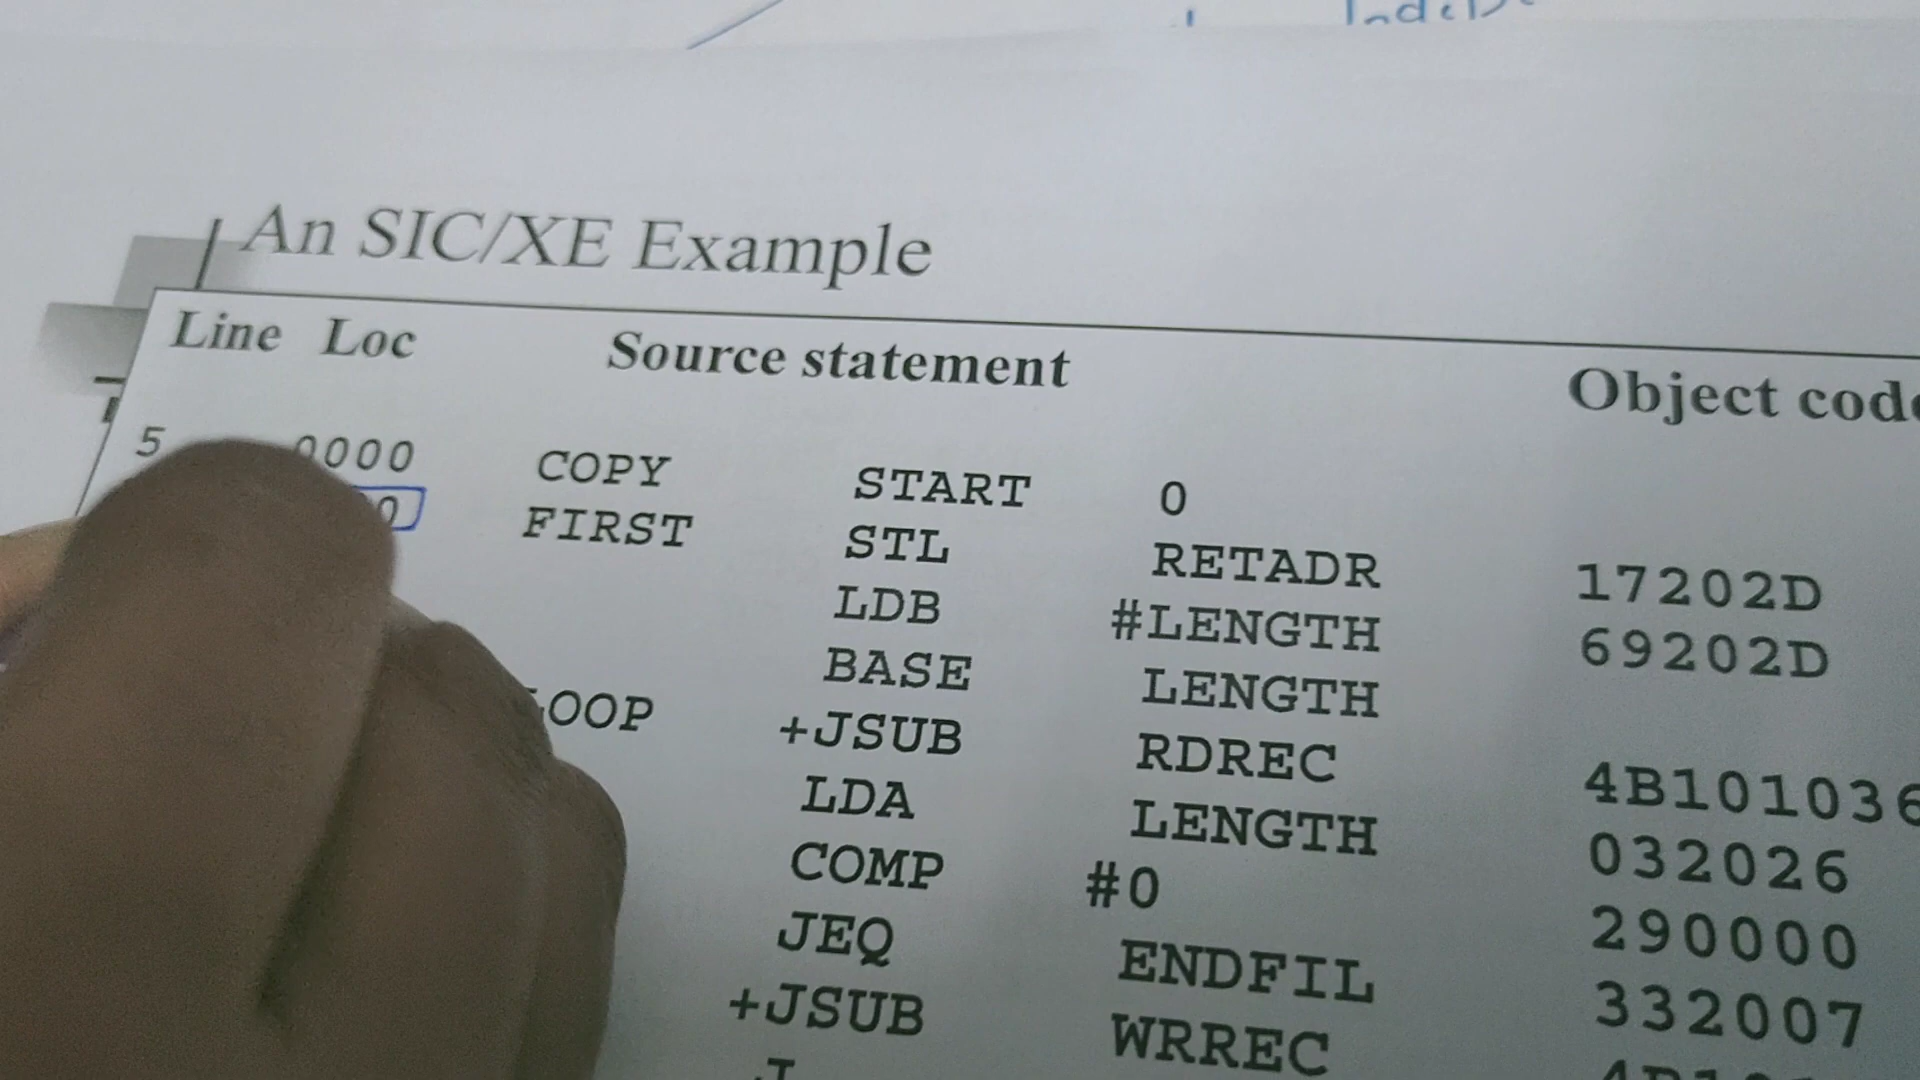 An SIC/XE Example
Line Loc Source statement Object code
5 0000 COPY START 0
FIRST STL RETADR 17202D
LDB #LENGTH 69202D
BASE LENGTH
LOOP +JSUB RDREC 4B101036
LDA LENGTH 032026
COMP #0 290000
JEQ ENDFIL 332007
+JSUB WRREC
J